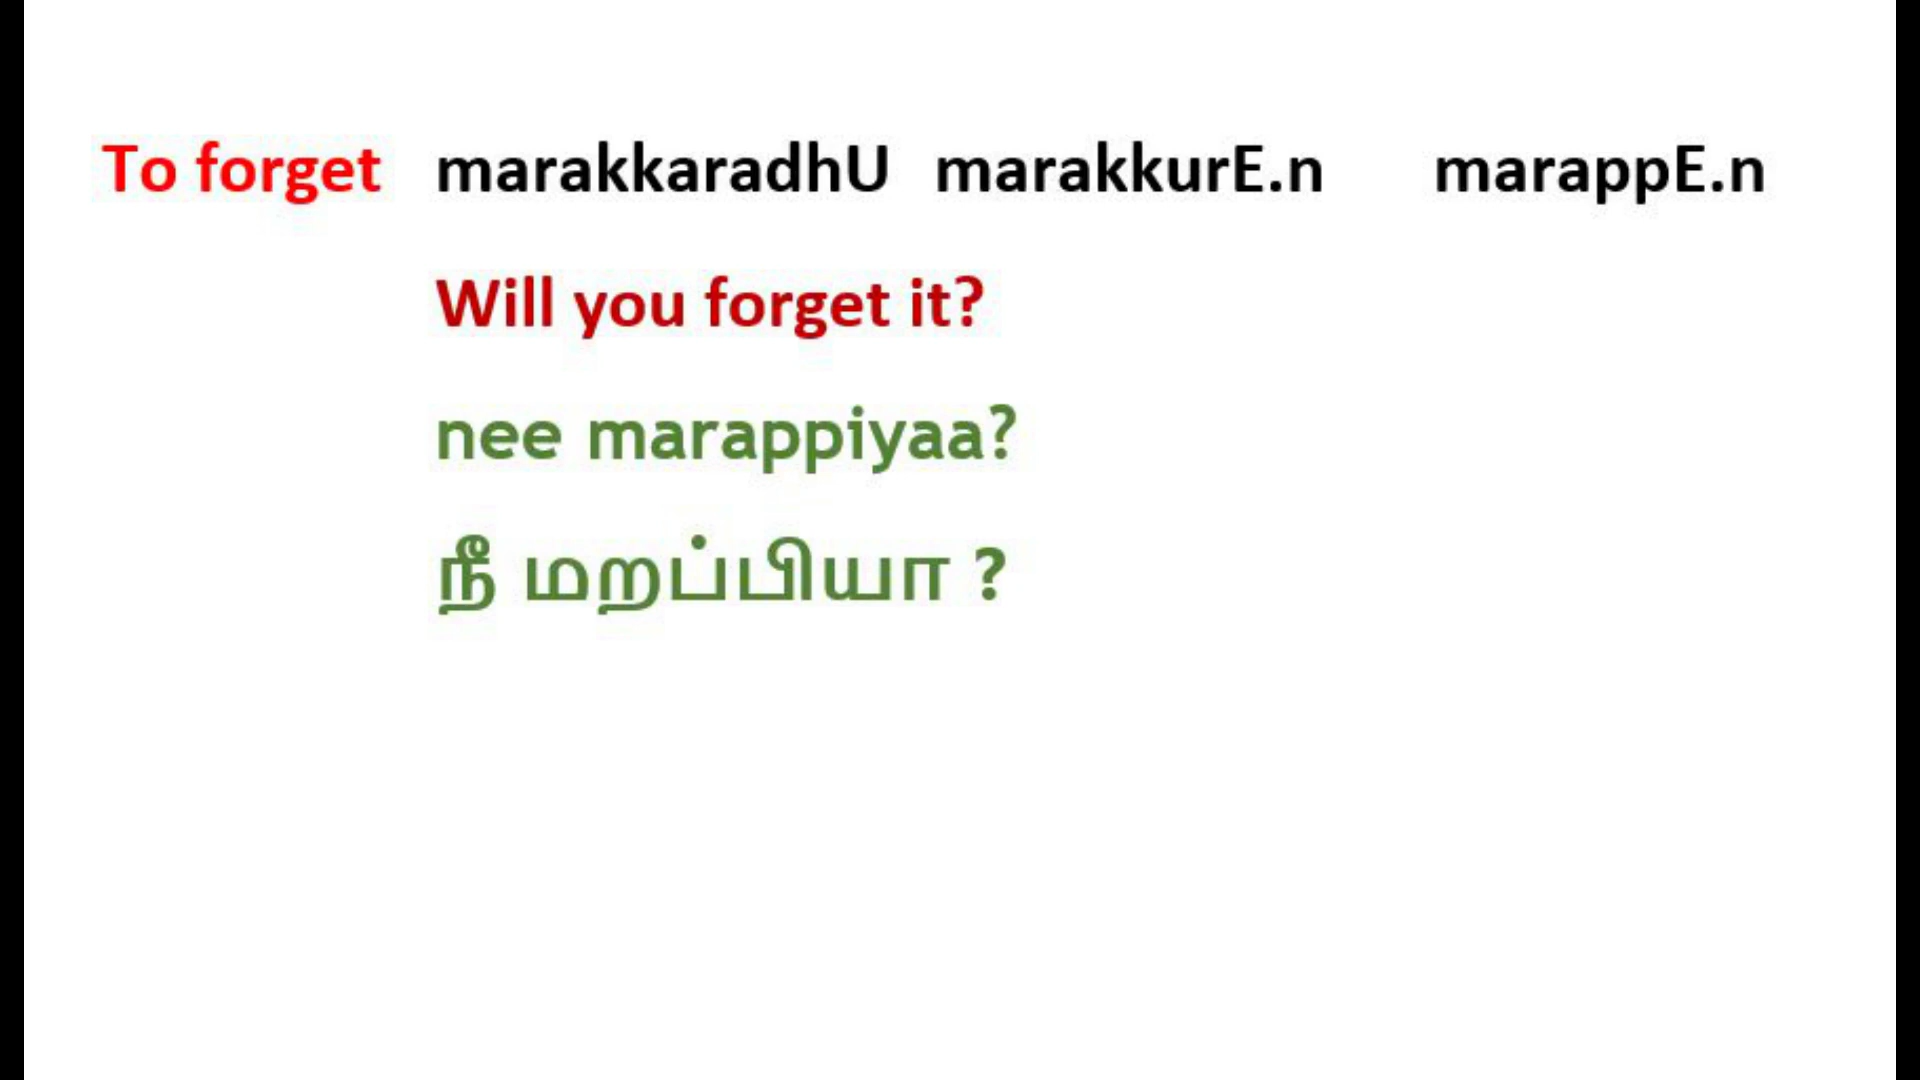 To forget marakkaradhU marakkurE.n marappE.n
Will you forget it?
nee marappiyaa?
நீ மறப்பியா ?